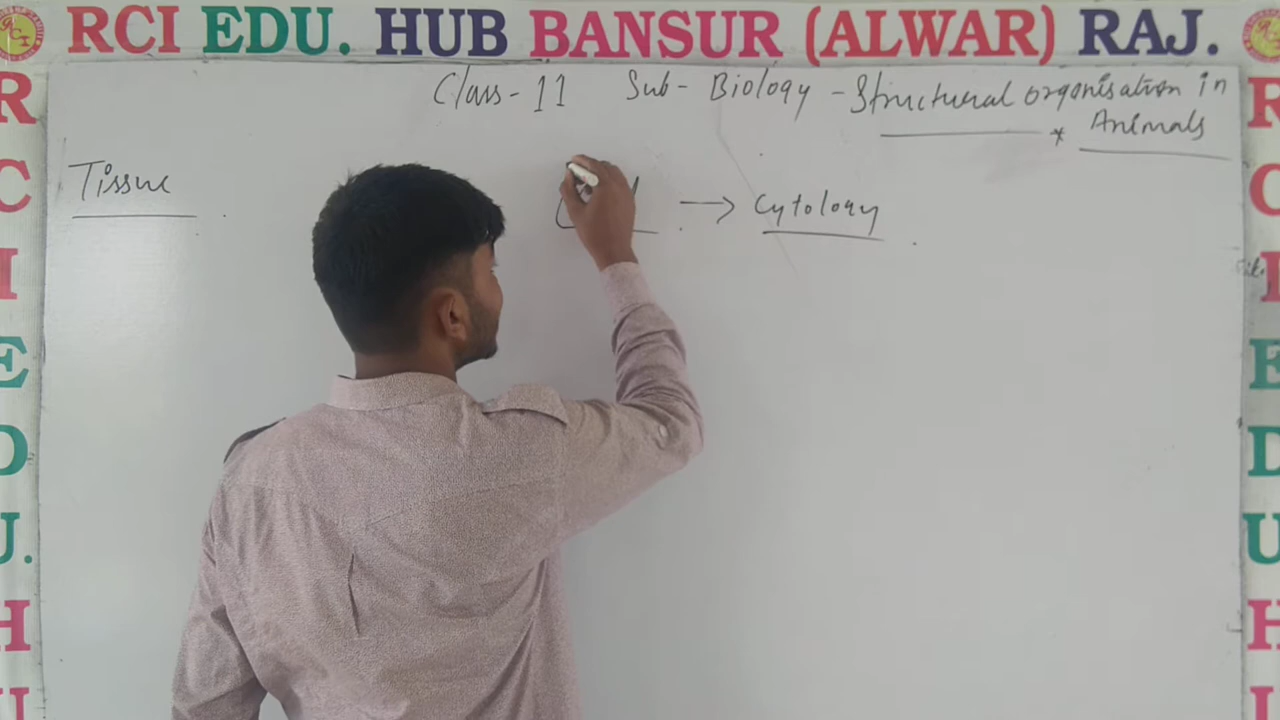 RCI EDU. HUB BANSUR (ALWAR) RAJ.
Class - 11 Sub - Biology - Structural organisation in
Animals
Tissue
→ Cytology
R
C
I
E
D
U.
H
U
R
C
I
E
D
U
H